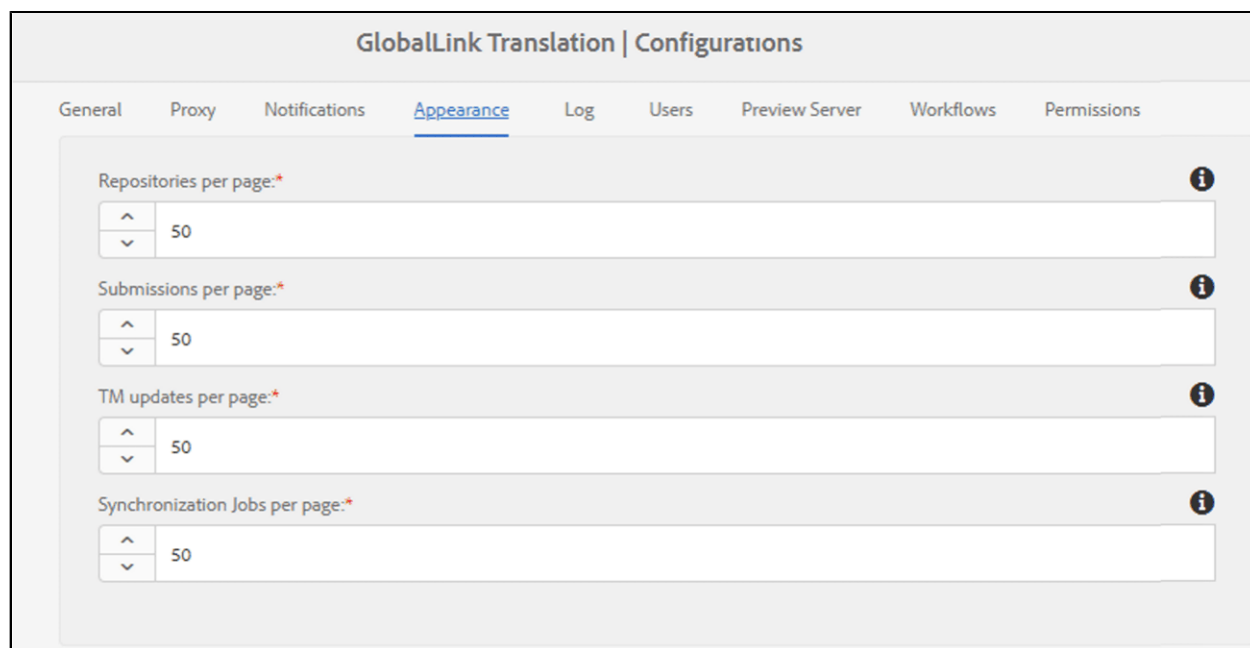 GlobalLink Translation | Configurations
General Proxy Notifications Appearance Log Users Preview Server Workflows Permissions
Repositories per page:*
50
Submissions per page:*
50
TM updates per page:*
50
Synchronization Jobs per page:*
50